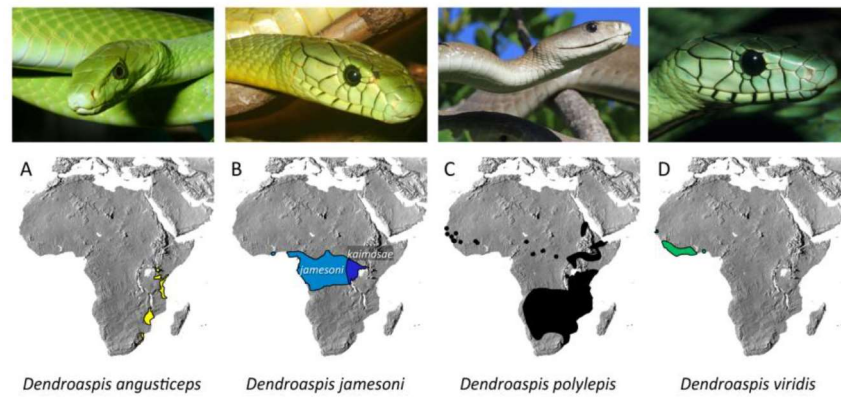 A
B
C
D
jamesoni
kaimosae
Dendroaspis angusticeps
Dendroaspis jamesoni
Dendroaspis polylepis
Dendroaspis viridis